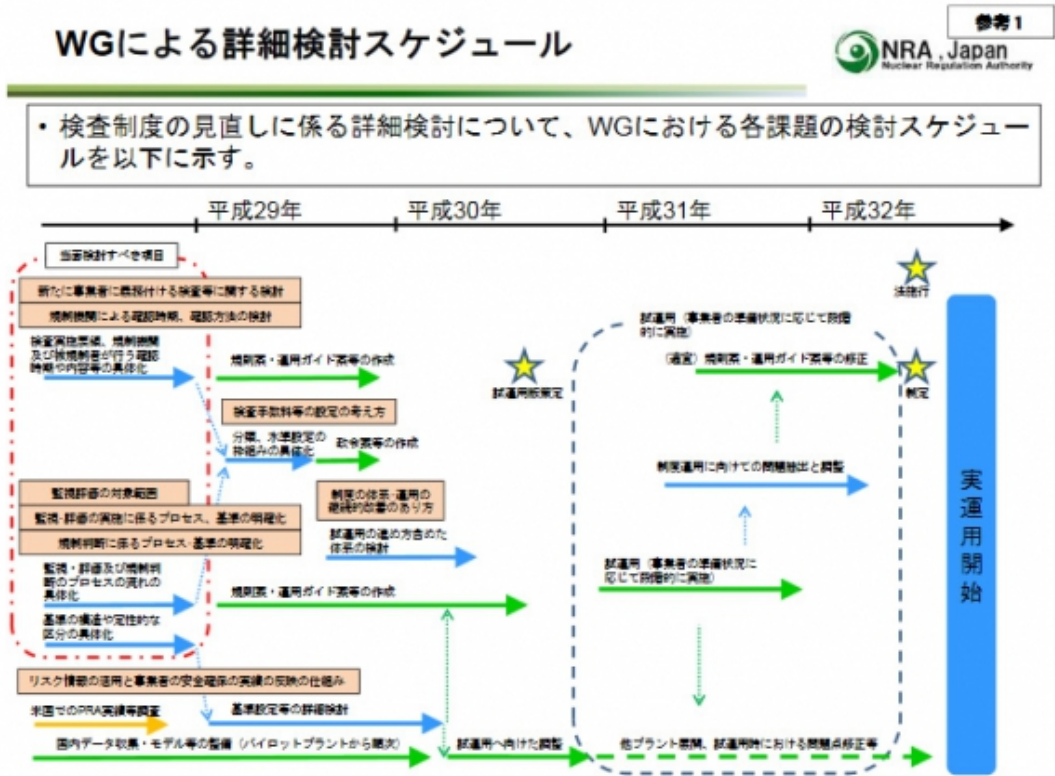 参考1
WGによる詳細検討スケジュール
NRA , Japan
Nuclear Regulation Authority
・ 検査制度の見直しに係る詳細検討について、WGにおける各課題の検討スケジュー
ルを以下に示す。
平成29年
平成30年
平成31年
平成32年
当面検討すべき項目
新たに事業者に義務付ける検査等に関する検討
規制機関による確認時期、確認方法の検討
検査実施要領、規制機関
及び被規制者が行う確認
時期や内容等の具体化
規則案・運用ガイド案等の作成
検査手数料等の設定の考え方
分類、水準設定の
枠組みの具体化
政令案等の作成
監視評価の対象範囲
監視・評価の実施に係るプロセス、基準の明確化
規制判断に係るプロセス・基準の明確化
制度の体系・運用の
継続的改善のあり方
試運用の進め方含めた
体系の検討
監視・評価及び規制判
断のプロセスの流れの
具体化
規則案・運用ガイド案等の作成
基準の構造や定性的な
区分の具体化
リスク情報の活用と事業者の安全確保の実績の反映の仕組み
米国でのPRA実績等調査
基準設定等の詳細検討
国内データ収集・モデル等の整備（パイロットプラントから順次）
試運用へ向けた調整
他プラント展開、試運用時における問題点修正等
試運用版策定
試運用（事業者の準備状況に応じて段階
的に実施）
（適宜）規則案・運用ガイド案等の修正
制度運用に向けての問題抽出と調整
試運用（事業者の準備状況に
応じて段階的に実施）
法施行
制定
実運用開始